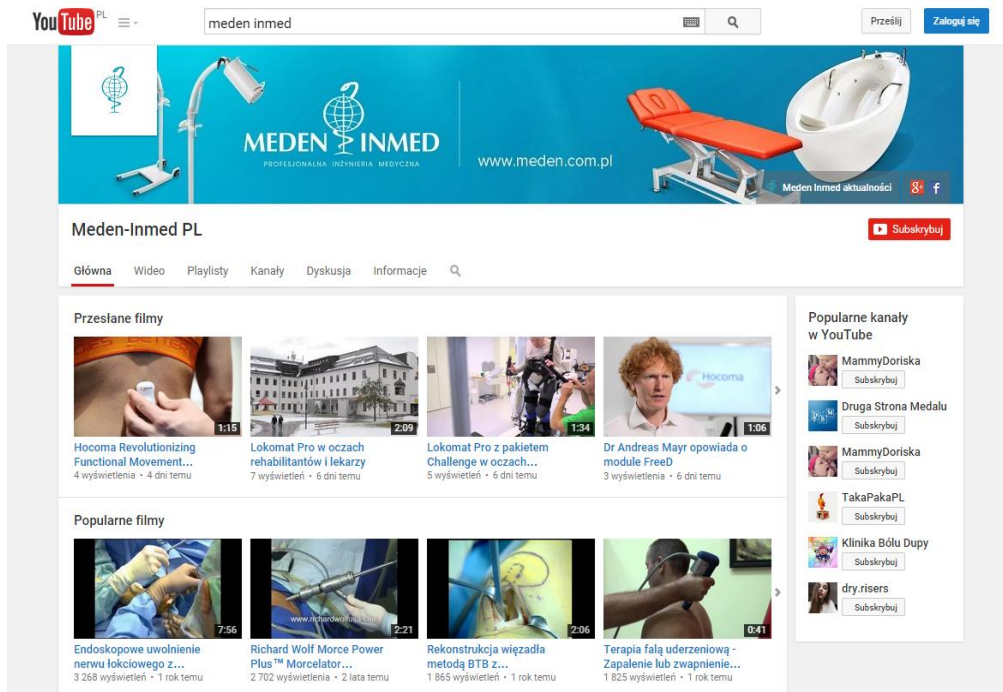 You Tube PL
meden inmed
Prześlij
Zaloguj się
MEDEN INMED
PROFESJONALNA INŻYNIERIA MEDYCZNA
www.meden.com.pl
Meden Inmed aktualności
Meden-Inmed PL
Subskrybuj
Główna Wideo Playlisty Kanały Dyskusja Informacje
Przesłane filmy
Hocoma
1:15 2:09 1:34 1:06
Hocoma Revolutionizing
Functional Movement...
4 wyświetlenia • 4 dni temu
Lokomat Pro w oczach
rehabilitantów i lekarzy
7 wyświetleń • 6 dni temu
Lokomat Pro z pakietem
Challenge w oczach...
5 wyświetleń • 6 dni temu
Dr Andreas Mayr opowiada o
module FreeD
3 wyświetlenia • 6 dni temu
Popularne filmy
www.richardwolfusa.com
7:56 2:21 2:06 0:41
Endoskopowe uwolnienie
nerwu łokciowego z...
3 268 wyświetleń • 1 rok temu
Richard Wolf Morce Power
Plus™ Morcelator...
2 702 wyświetlenia • 2 lata temu
Rekonstrukcja więzadła
metodą BTB z...
1 865 wyświetleń • 1 rok temu
Terapia falą uderzeniową -
Zapalenie lub zwapnienie...
1 825 wyświetleń • 1 rok temu
Popularne kanały
w YouTube
MammyDoriska
Subskrybuj
Druga Strona Medalu
Subskrybuj
MammyDoriska
Subskrybuj
TakaPakaPL
Subskrybuj
Klinika Bólu Dupy
Subskrybuj
dry.risers
Subskrybuj